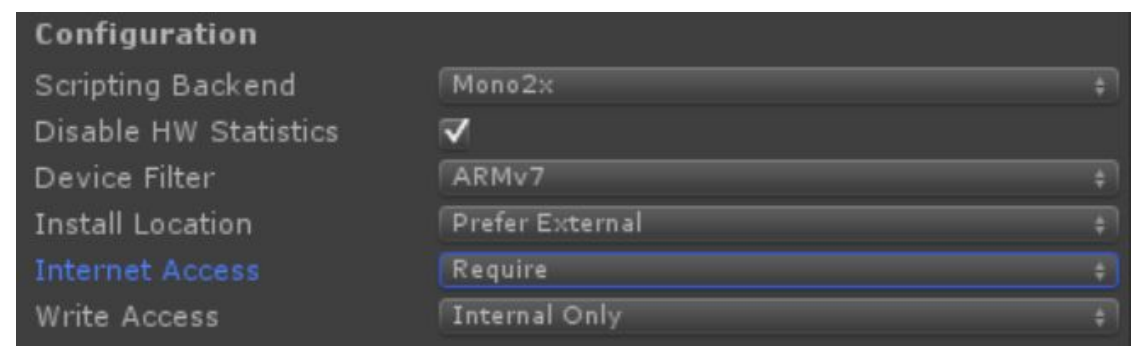 Configuration
Scripting Backend Mono2x
Disable HW Statistics
Device Filter ARMv7
Install Location Prefer External
Internet Access Require
Write Access Internal Only